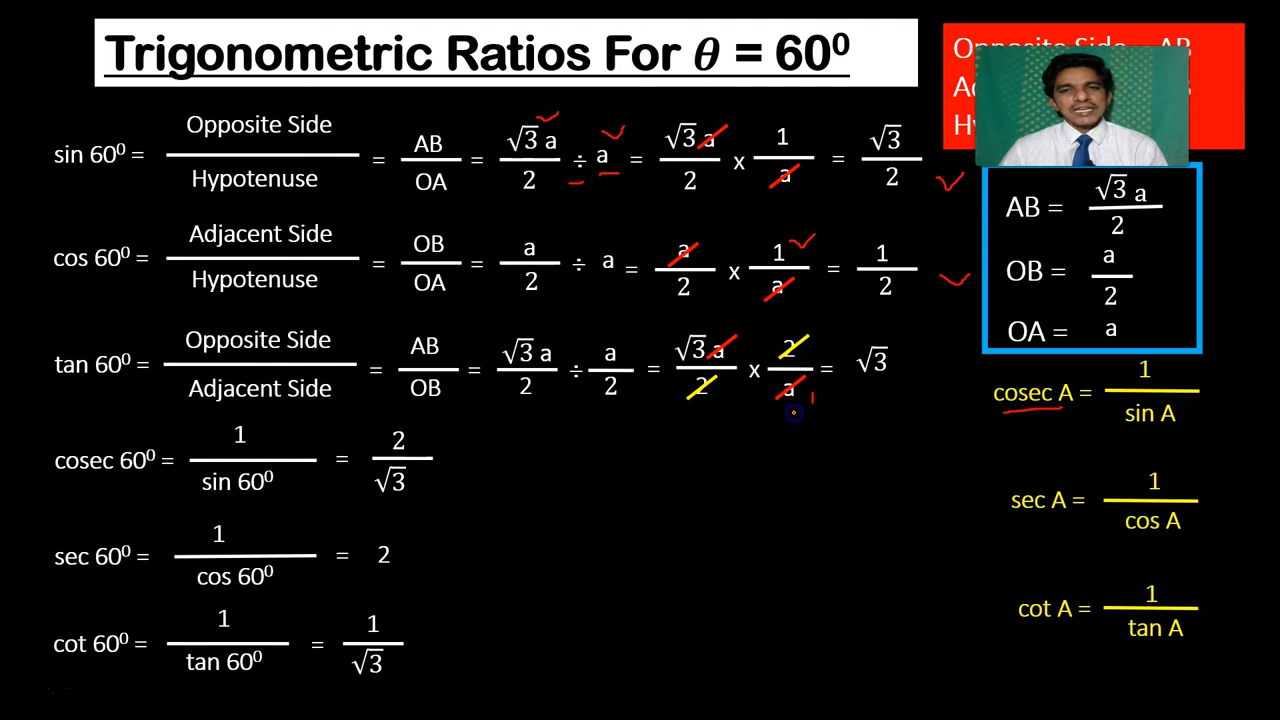 Trigonometric Ratios For θ = 60⁰
Opposite Side AB
sin 60⁰ = Opposite Side / Hypotenuse = AB / OA = √3 a / 2 ÷ a = √3 a / 2 x 1 / a = √3 / 2
cos 60⁰ = Adjacent Side / Hypotenuse = OB / OA = a / 2 ÷ a = a / 2 x 1 / a = 1 / 2
tan 60⁰ = Opposite Side / Adjacent Side = AB / OB = √3 a / 2 ÷ a / 2 = √3 a / 2 x 2 / a = √3
cosec 60⁰ = 1 / sin 60⁰ = 2 / √3
sec 60⁰ = 1 / cos 60⁰ = 2
cot 60⁰ = 1 / tan 60⁰ = 1 / √3
AB = √3 a / 2
OB = a / 2
OA = a
cosec A = 1 / sin A
sec A = 1 / cos A
cot A = 1 / tan A